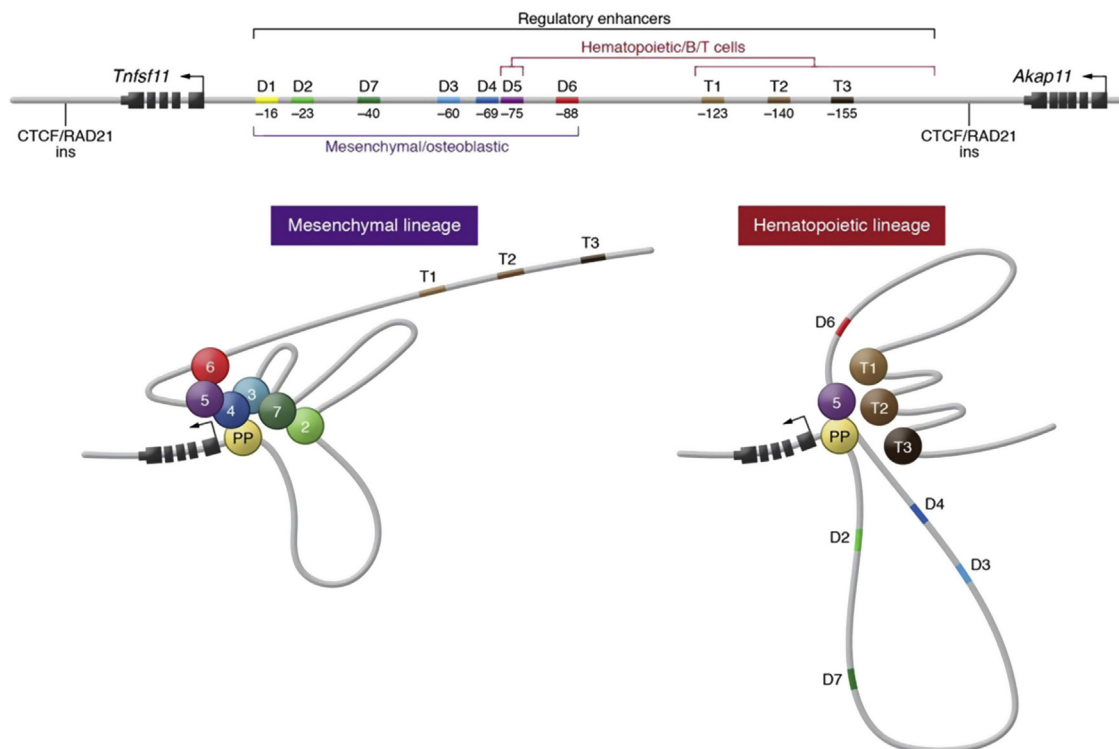 Regulatory enhancers
Hematopoietic/B/T cells
Tnfsf11
D1 D2 D7 D3 D4 D5 D6 T1 T2 T3
Akap11
–16 –23 –40 –60 –69 –75 –88 –123 –140 –155
CTCF/RAD21
ins
Mesenchymal/osteoblastic
CTCF/RAD21
ins
Mesenchymal lineage
T1 T2 T3
6
5 4 3 7 2
PP
Hematopoietic lineage
D6
T1
5 T2
PP T3
D4
D2
D3
D7